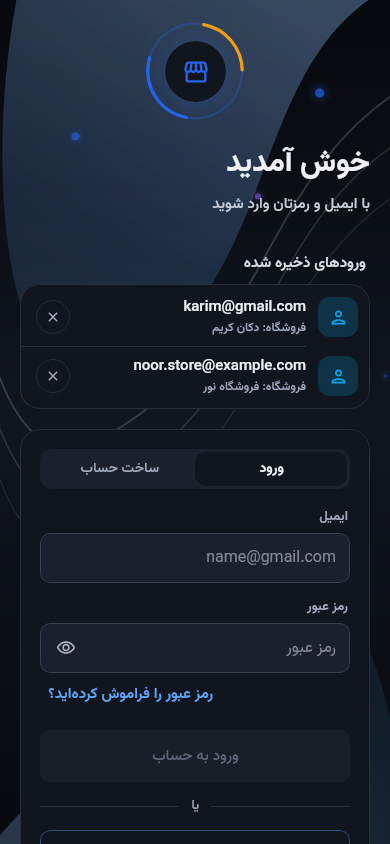 خوش آمدید
با ایمیل و رمزتان وارد شوید
ورودهای ذخیره شده
karim@gmail.com
فروشگاه: دکان کریم
noor.store@example.com
فروشگاه: فروشگاه نور
ورود
ساخت حساب
ایمیل
name@gmail.com
رمز عبور
رمز عبور
رمز عبور را فراموش کرده‌اید؟
ورود به حساب
یا